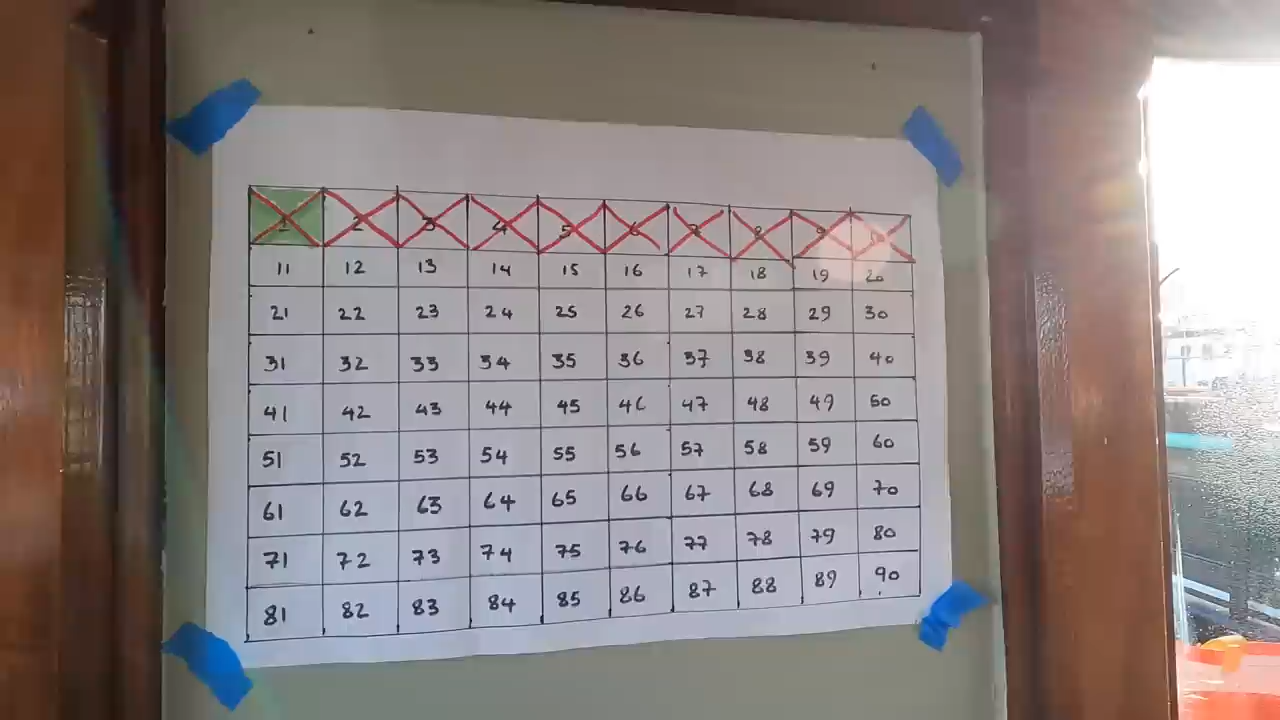 1 2 3 4 5 6 7 8 9 10
11 12 13 14 15 16 17 18 19 20
21 22 23 24 25 26 27 28 29 30
31 32 33 34 35 36 37 38 39 40
41 42 43 44 45 46 47 48 49 50
51 52 53 54 55 56 57 58 59 60
61 62 63 64 65 66 67 68 69 70
71 72 73 74 75 76 77 78 79 80
81 82 83 84 85 86 87 88 89 90